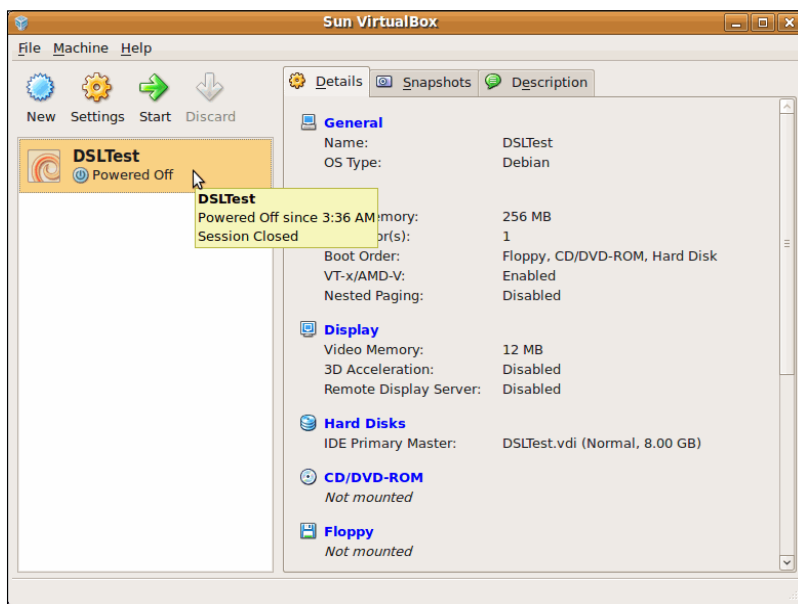 Sun VirtualBox
File Machine Help
New Settings Start Discard
DSLTest
Powered Off
DSLTest
Powered Off since 3:36 AM
Session Closed
Details Snapshots Description
General
Name: DSLTest
OS Type: Debian
emory: 256 MB
or(s): 1
Boot Order: Floppy, CD/DVD-ROM, Hard Disk
VT-x/AMD-V: Enabled
Nested Paging: Disabled
Display
Video Memory: 12 MB
3D Acceleration: Disabled
Remote Display Server: Disabled
Hard Disks
IDE Primary Master: DSLTest.vdi (Normal, 8.00 GB)
CD/DVD-ROM
Not mounted
Floppy
Not mounted